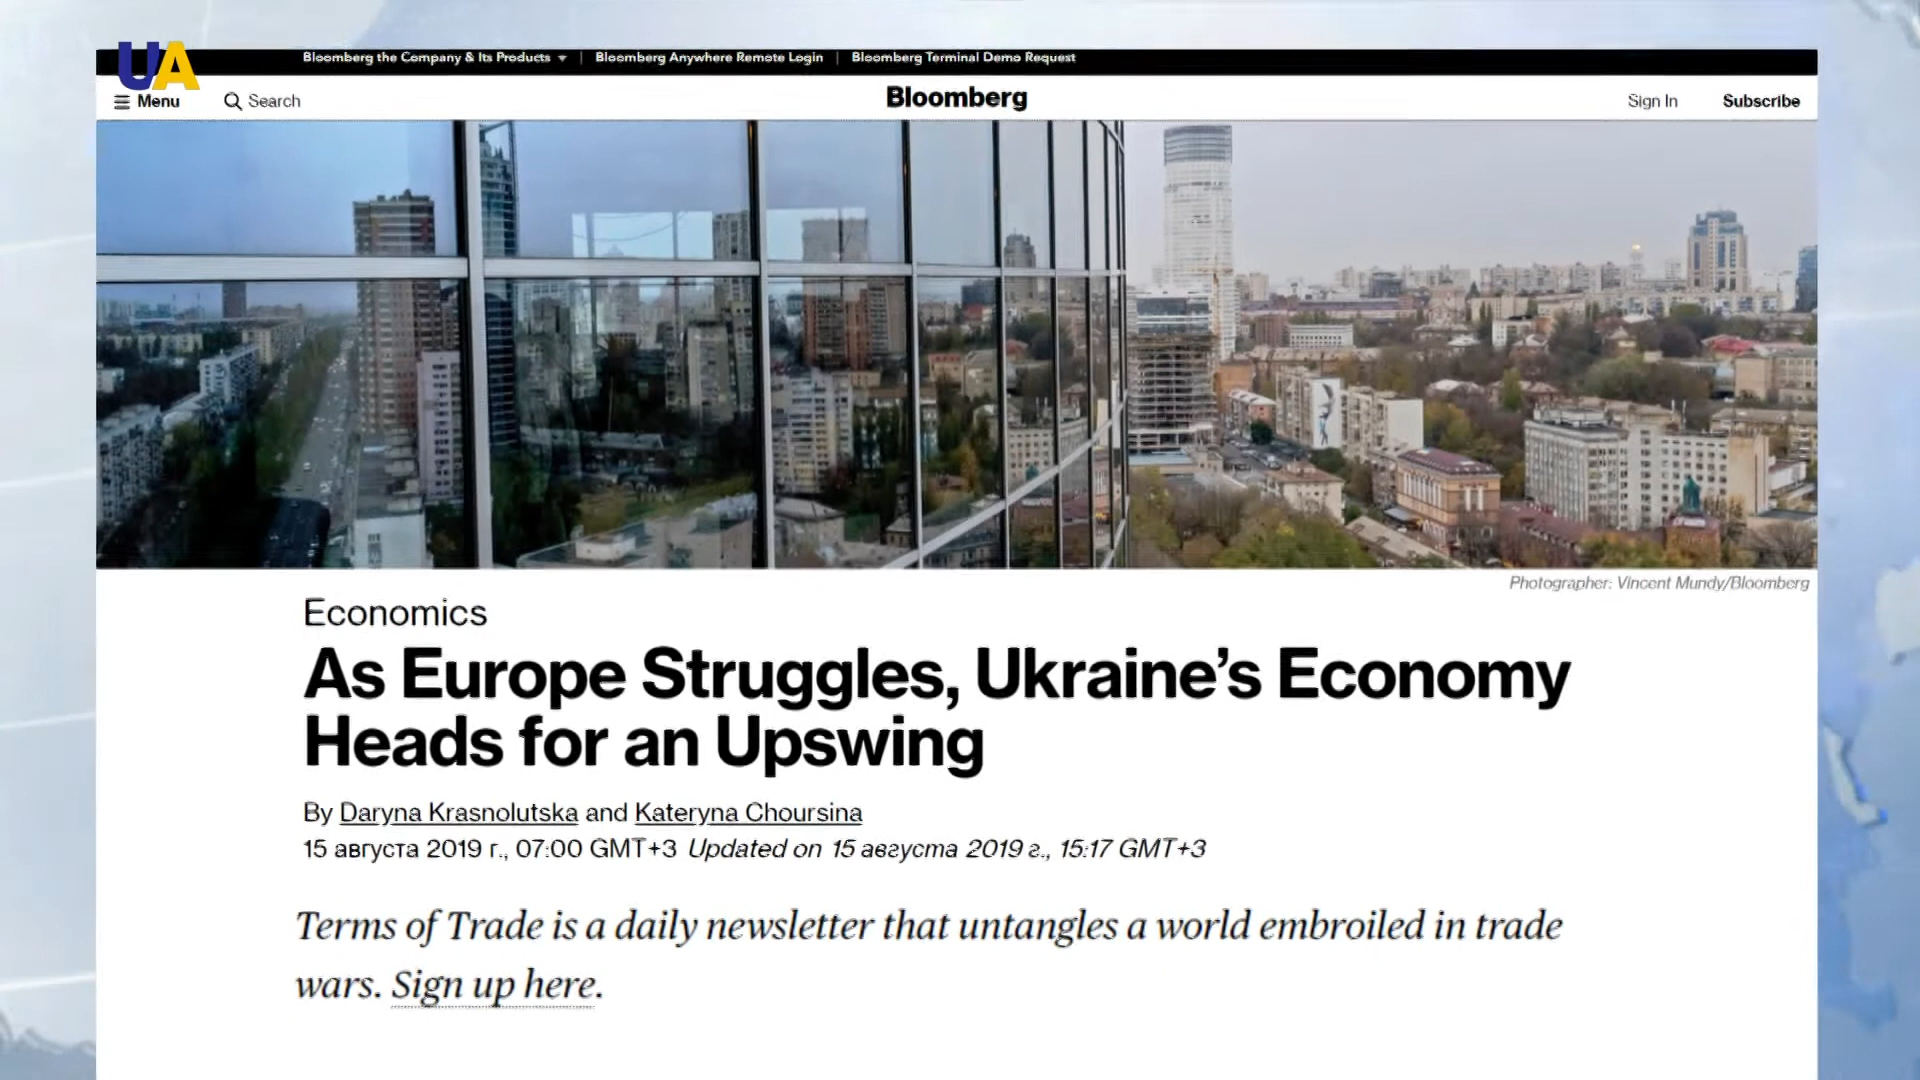 UA
Bloomberg the Company & Its Products
Bloomberg Anywhere Remote Login
Bloomberg Terminal Demo Request
Menu
Search
Bloomberg
Sign In
Subscribe
Photographer: Vincent Mundy/Bloomberg
Economics
As Europe Struggles, Ukraine’s Economy
Heads for an Upswing
By Daryna Krasnolutska and Kateryna Choursina
15 августа 2019 г., 07:00 GMT+3 Updated on 15 августа 2019 г., 15:17 GMT+3
Terms of Trade is a daily newsletter that untangles a world embroiled in trade
wars. Sign up here.